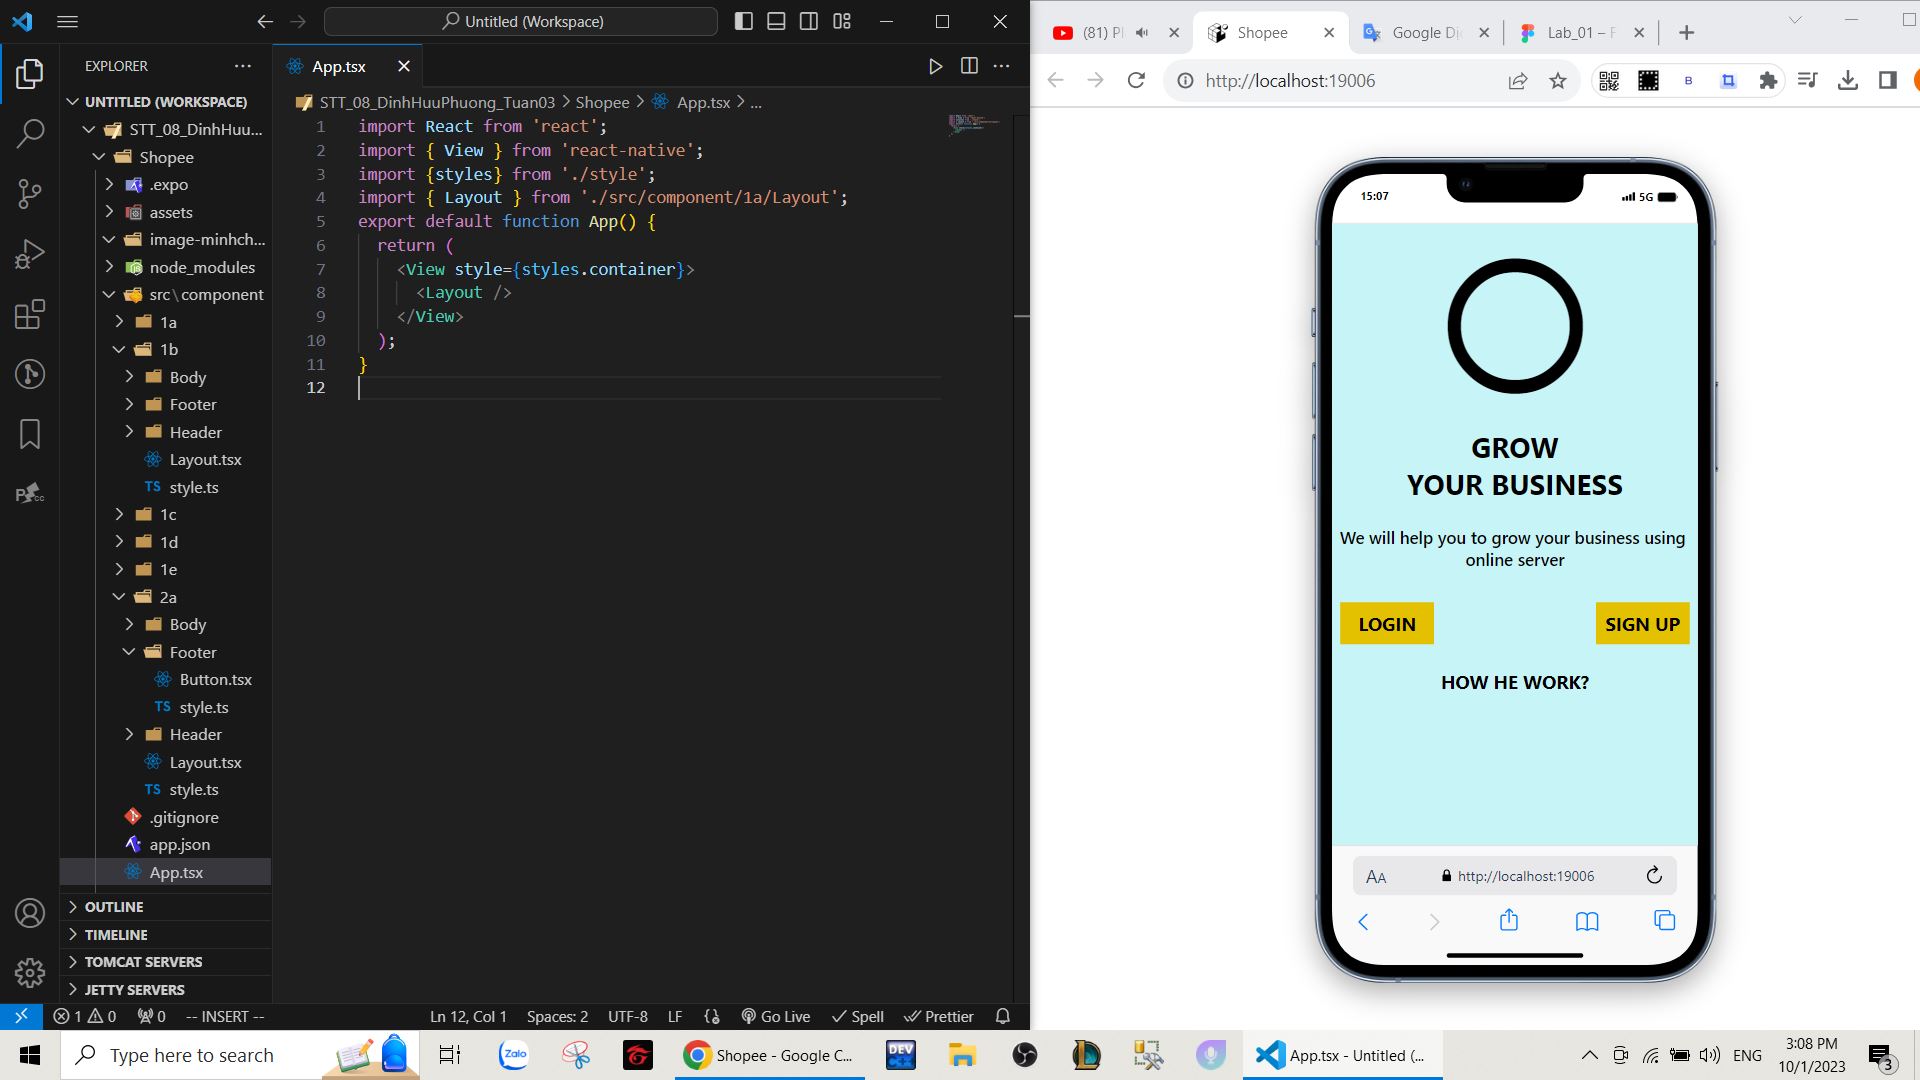 Untitled (Workspace)
EXPLORER
UNTITLED (WORKSPACE)
STT_08_DinhHuu...
Shopee
.expo
assets
image-minhch...
node_modules
src\component
1a
1b
Body
Footer
Header
Layout.tsx
TS style.ts
1c
1d
1e
2a
Body
Footer
Button.tsx
TS style.ts
Header
Layout.tsx
TS style.ts
.gitignore
app.json
App.tsx
OUTLINE
TIMELINE
TOMCAT SERVERS
JETTY SERVERS
App.tsx
STT_08_DinhHuuPhuong_Tuan03 > Shopee > App.tsx > ...
1 import React from 'react';
2 import { View } from 'react-native';
3 import {styles} from './style';
4 import { Layout } from './src/component/1a/Layout';
5 export default function App() {
6 return (
7 <View style={styles.container}>
8 <Layout />
9 </View>
10 );
11 }
12
1 0 0 -- INSERT -- Ln 12, Col 1 Spaces: 2 UTF-8 LF Go Live Spell Prettier
(81) Pl
Shopee
Google Di
Lab_01 – F
http://localhost:19006
B
15:07 5G
GROW
YOUR BUSINESS
We will help you to grow your business using
online server
LOGIN SIGN UP
HOW HE WORK?
AA http://localhost:19006
Type here to search
Zalo
Shopee - Google C...
DEV
App.tsx - Untitled (...
ENG
3:08 PM
10/1/2023
3